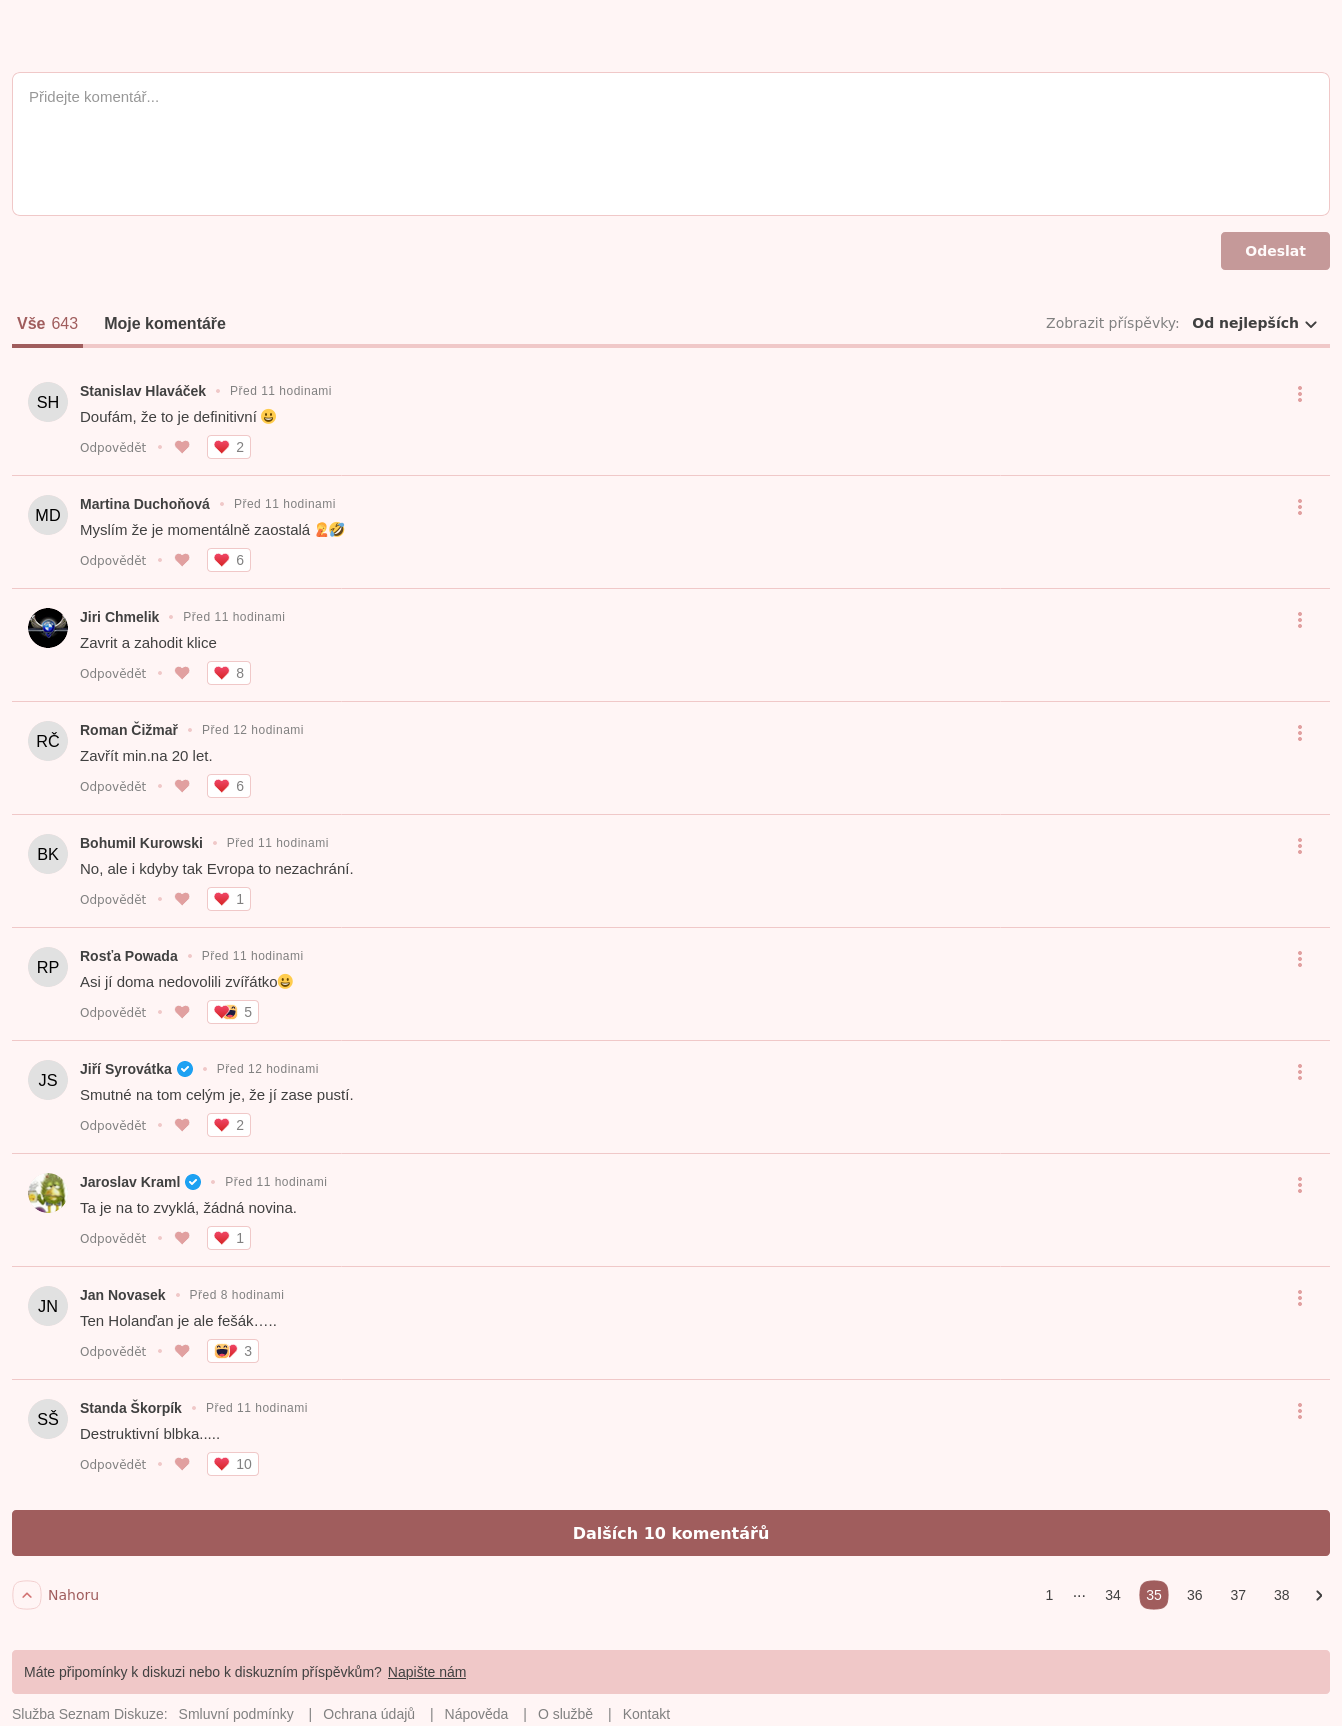 Přidejte komentář...
Odeslat
Vše 643 Moje komentáře Zobrazit příspěvky: Od nejlepších
SH Stanislav Hlaváček • Před 11 hodinami
Doufám, že to je definitivní 😀
Odpovědět • 2
MD Martina Duchoňová • Před 11 hodinami
Myslím že je momentálně zaostalá 🤦🤣
Odpovědět • 6
Jiri Chmelik • Před 11 hodinami
Zavrit a zahodit klice
Odpovědět • 8
RČ Roman Čižmař • Před 12 hodinami
Zavřít min.na 20 let.
Odpovědět • 6
BK Bohumil Kurowski • Před 11 hodinami
No, ale i kdyby tak Evropa to nezachrání.
Odpovědět • 1
RP Rosťa Powada • Před 11 hodinami
Asi jí doma nedovolili zvířátko😀
Odpovědět • 5
JS Jiří Syrovátka • Před 12 hodinami
Smutné na tom celým je, že jí zase pustí.
Odpovědět • 2
Jaroslav Kraml • Před 11 hodinami
Ta je na to zvyklá, žádná novina.
Odpovědět • 1
JN Jan Novasek • Před 8 hodinami
Ten Holanďan je ale fešák…..
Odpovědět • 3
SŠ Standa Škorpík • Před 11 hodinami
Destruktivní blbka.....
Odpovědět • 10
Dalších 10 komentářů
Nahoru 1 ··· 34 35 36 37 38
Máte připomínky k diskuzi nebo k diskuzním příspěvkům? Napište nám
Služba Seznam Diskuze: Smluvní podmínky | Ochrana údajů | Nápověda | O službě | Kontakt